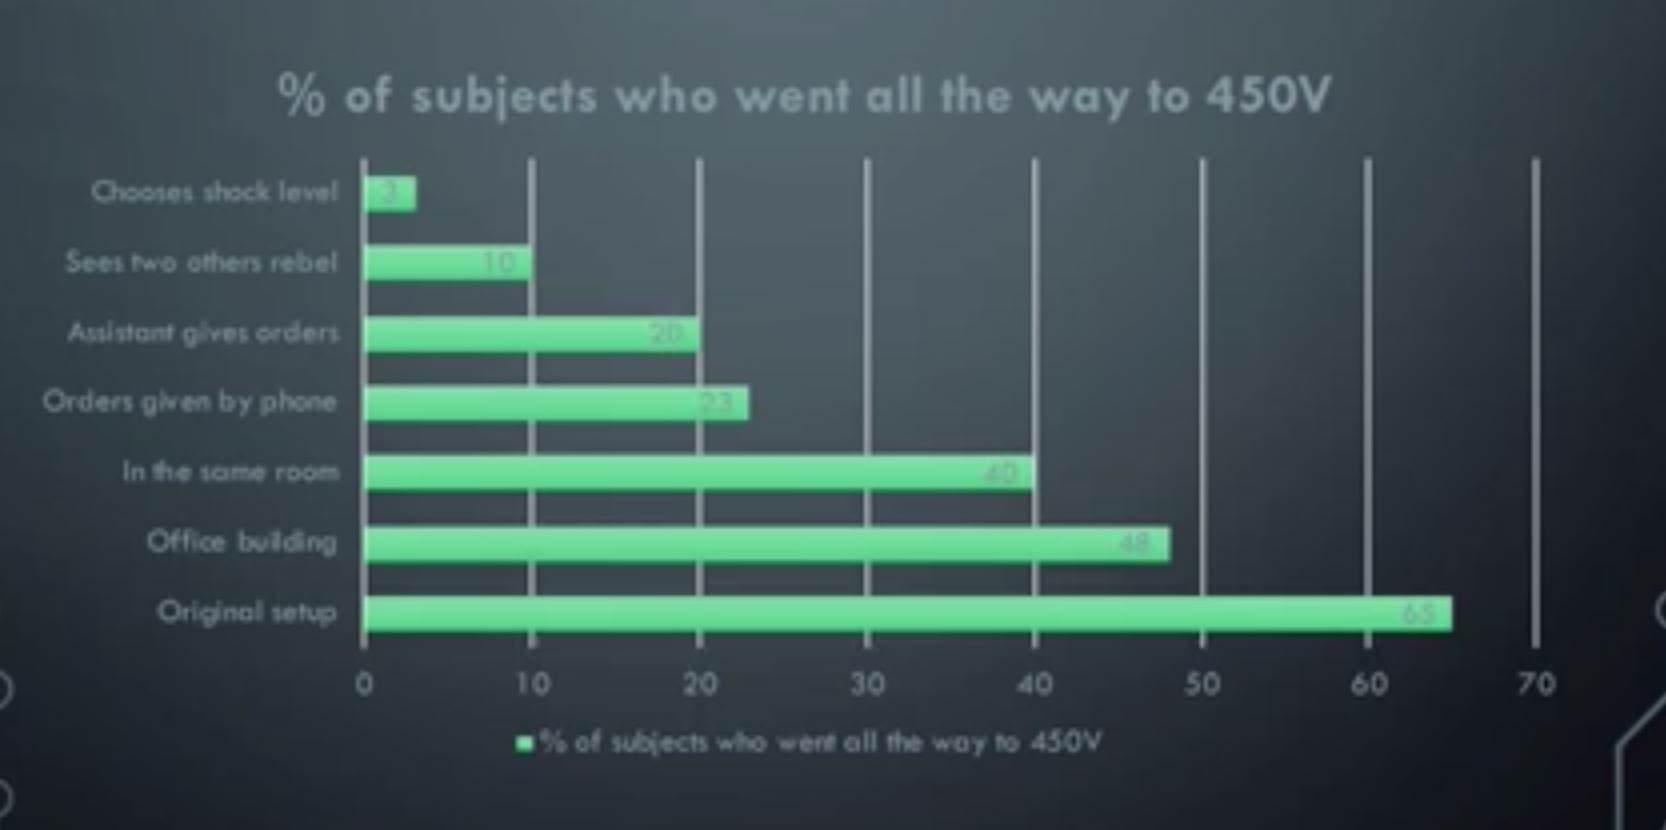 % of subjects who went all the way to 450V
Chooses shock level 3
Sees two others rebel 10
Assistant gives orders 20
Orders given by phone 23
In the same room 40
Office building 48
Original setup 65
0 10 20 30 40 50 60 70
% of subjects who went all the way to 450V